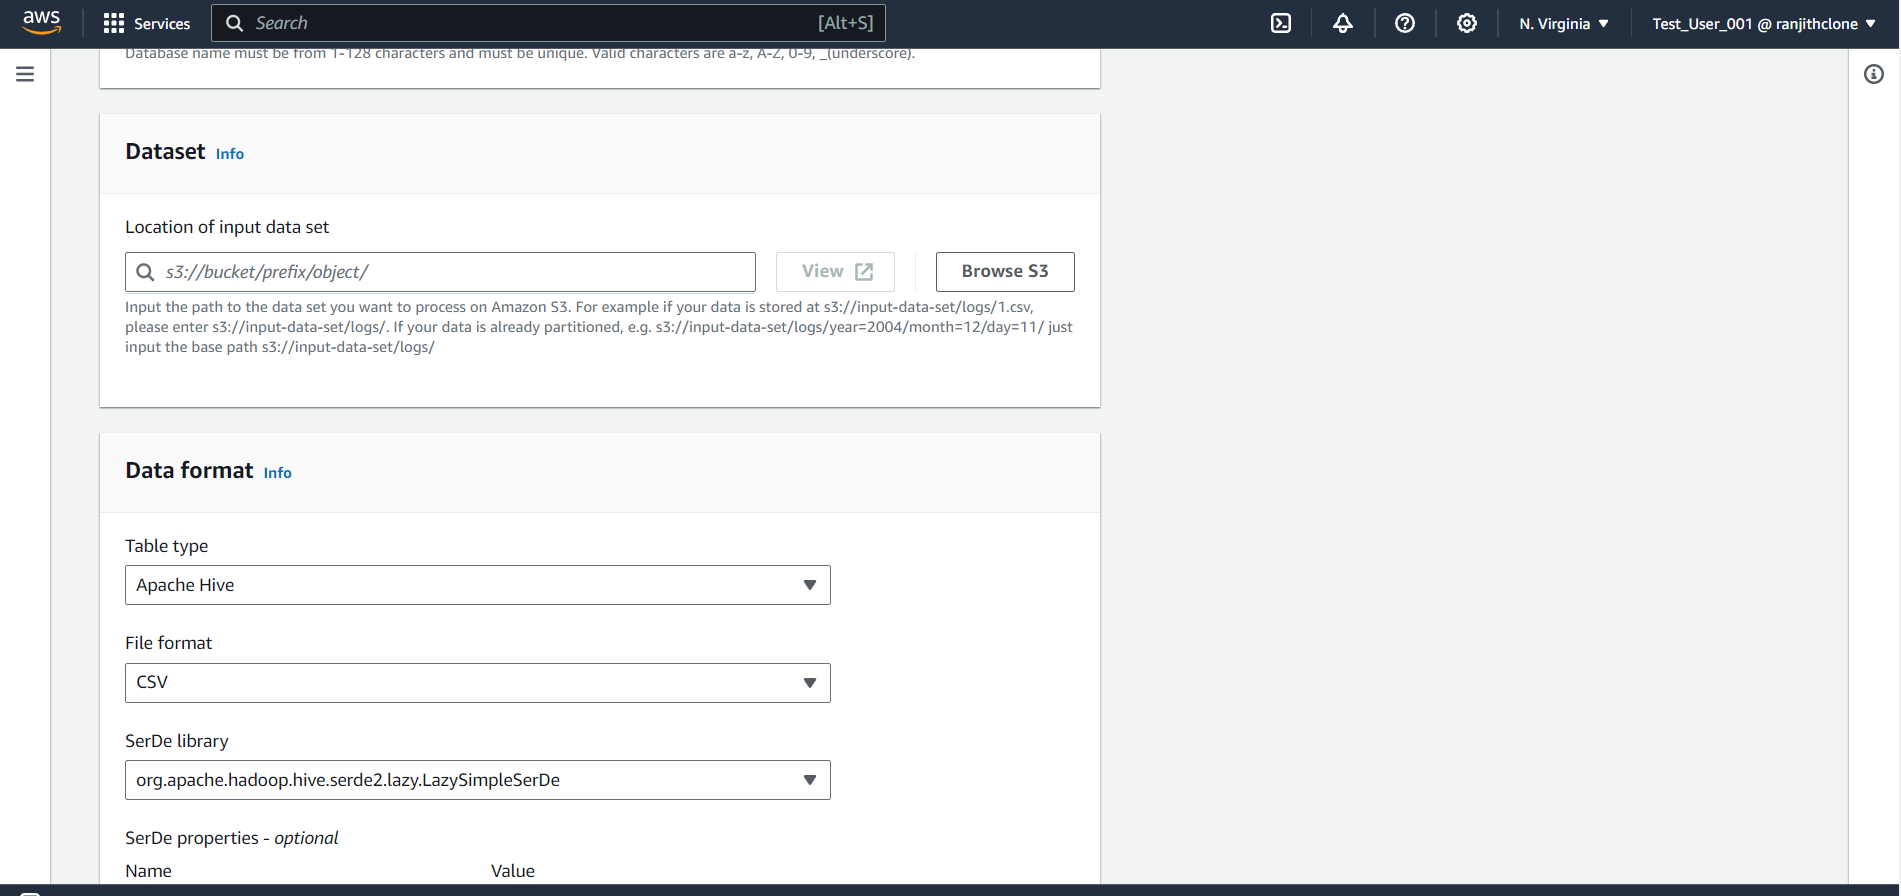 aws Services Search [Alt+S] N. Virginia Test_User_001 @ ranjithclone
Database name must be from 1-128 characters and must be unique. Valid characters are a-z, A-Z, 0-9, _(underscore).
Dataset Info
Location of input data set
s3://bucket/prefix/object/ View Browse S3
Input the path to the data set you want to process on Amazon S3. For example if your data is stored at s3://input-data-set/logs/1.csv,
please enter s3://input-data-set/logs/. If your data is already partitioned, e.g. s3://input-data-set/logs/year=2004/month=12/day=11/ just
input the base path s3://input-data-set/logs/
Data format Info
Table type
Apache Hive
File format
CSV
SerDe library
org.apache.hadoop.hive.serde2.lazy.LazySimpleSerDe
SerDe properties - optional
Name Value